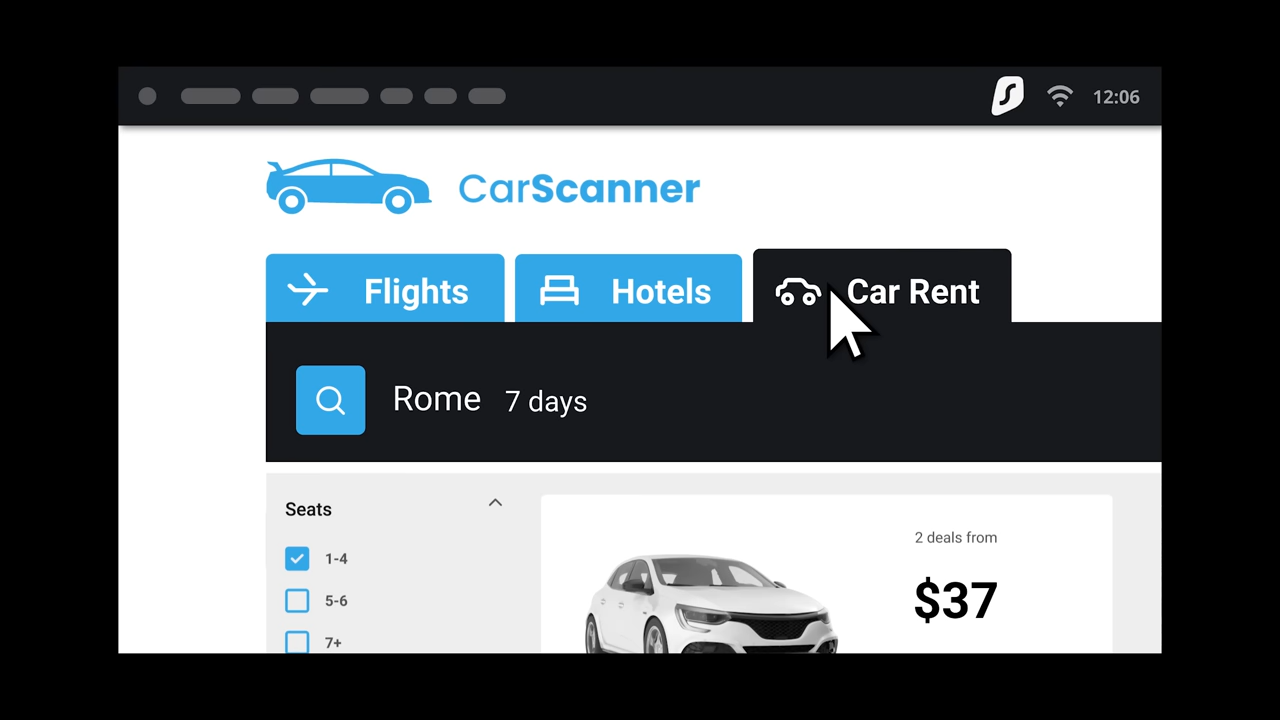 12:06
CarScanner
Flights
Hotels
Car Rent
Rome 7 days
Seats
1-4
5-6
7+
2 deals from
$37